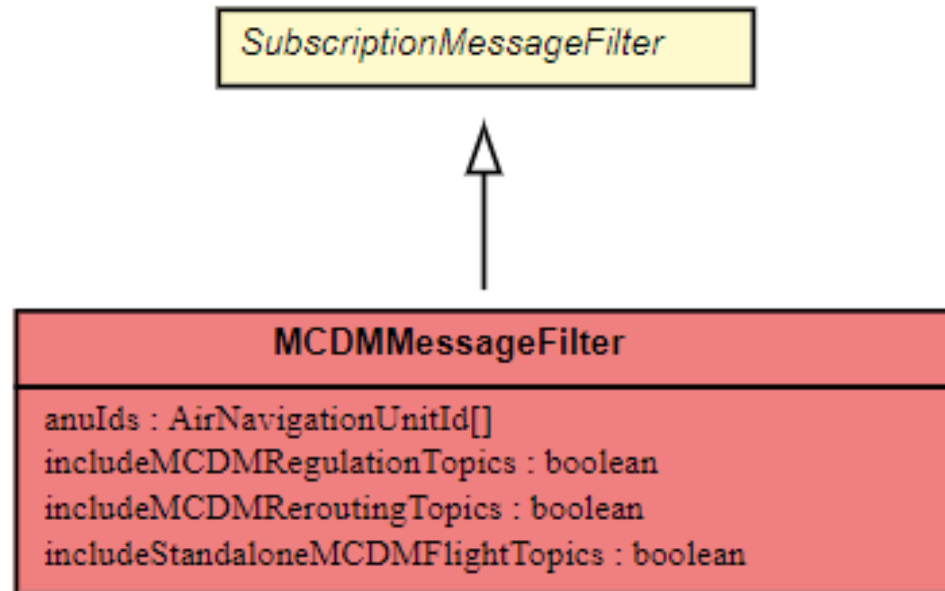 SubscriptionMessageFilter
MCDMMessageFilter
anuIds : AirNavigationUnitId[]
includeMCDMRegulationTopics : boolean
includeMCDMReroutingTopics : boolean
includeStandaloneMCDMFlightTopics : boolean